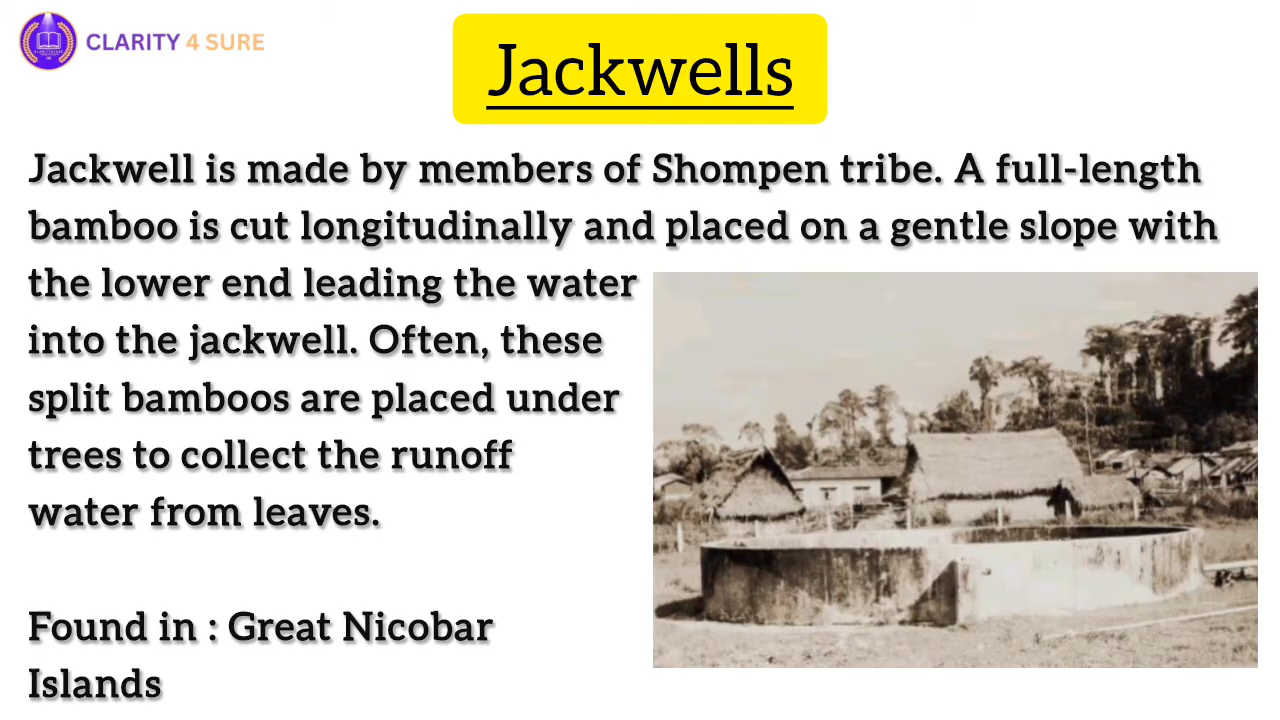 CLARITY 4 SURE
Jackwells
Jackwell is made by members of Shompen tribe. A full-length
bamboo is cut longitudinally and placed on a gentle slope with
the lower end leading the water
into the jackwell. Often, these
split bamboos are placed under
trees to collect the runoff
water from leaves.
Found in : Great Nicobar
Islands